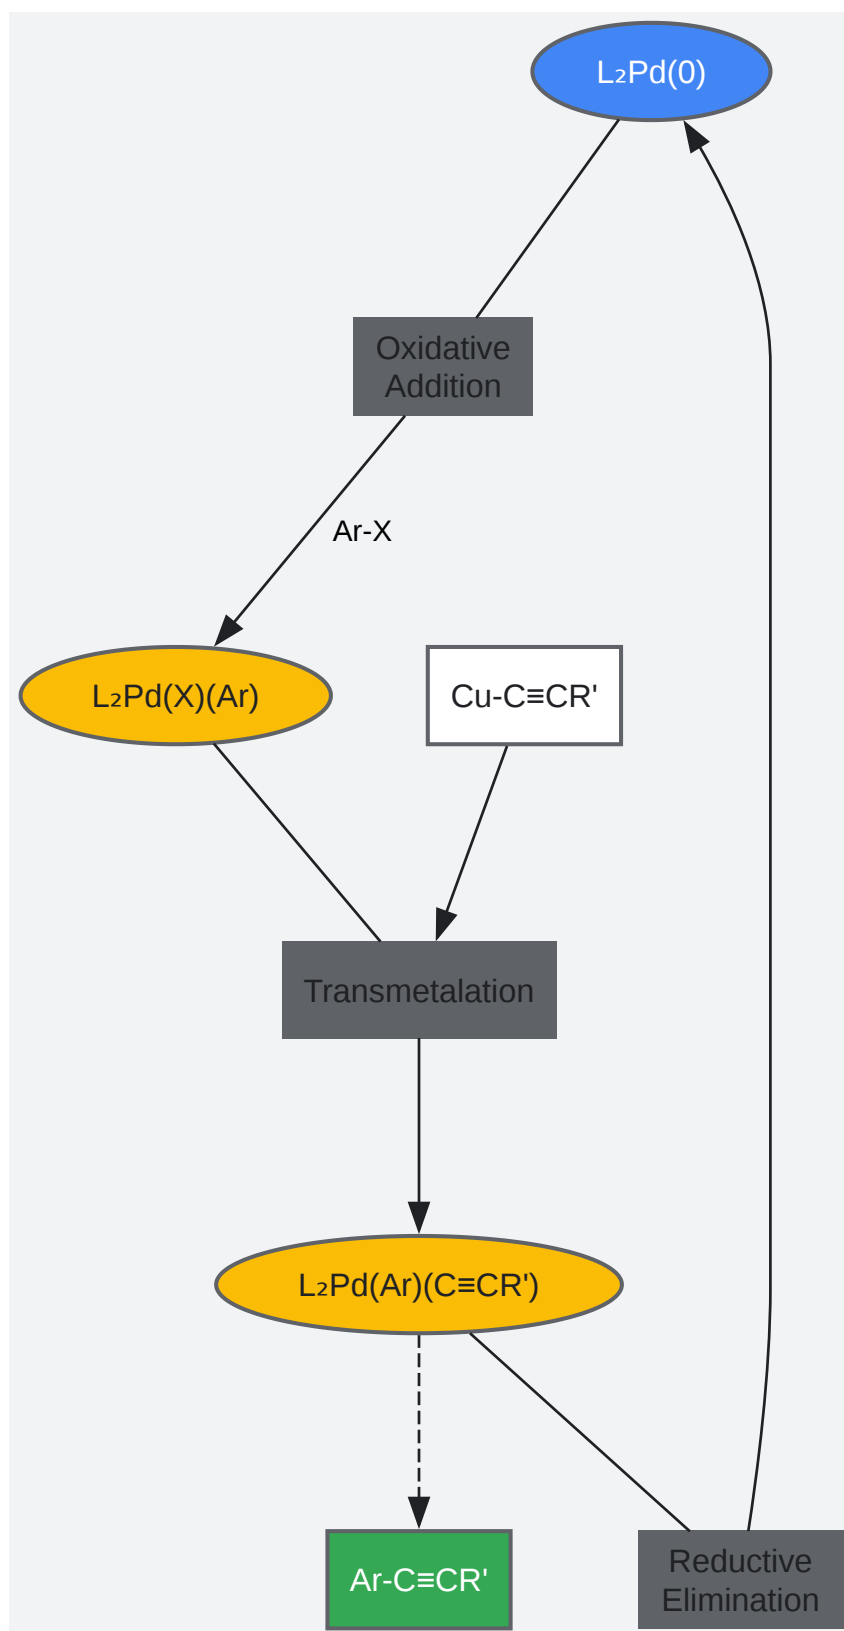 L₂Pd(0)
Oxidative
Addition
Ar-X
L₂Pd(X)(Ar)
Cu-C≡CR'
Transmetalation
L₂Pd(Ar)(C≡CR')
Ar-C≡CR'
Reductive
Elimination